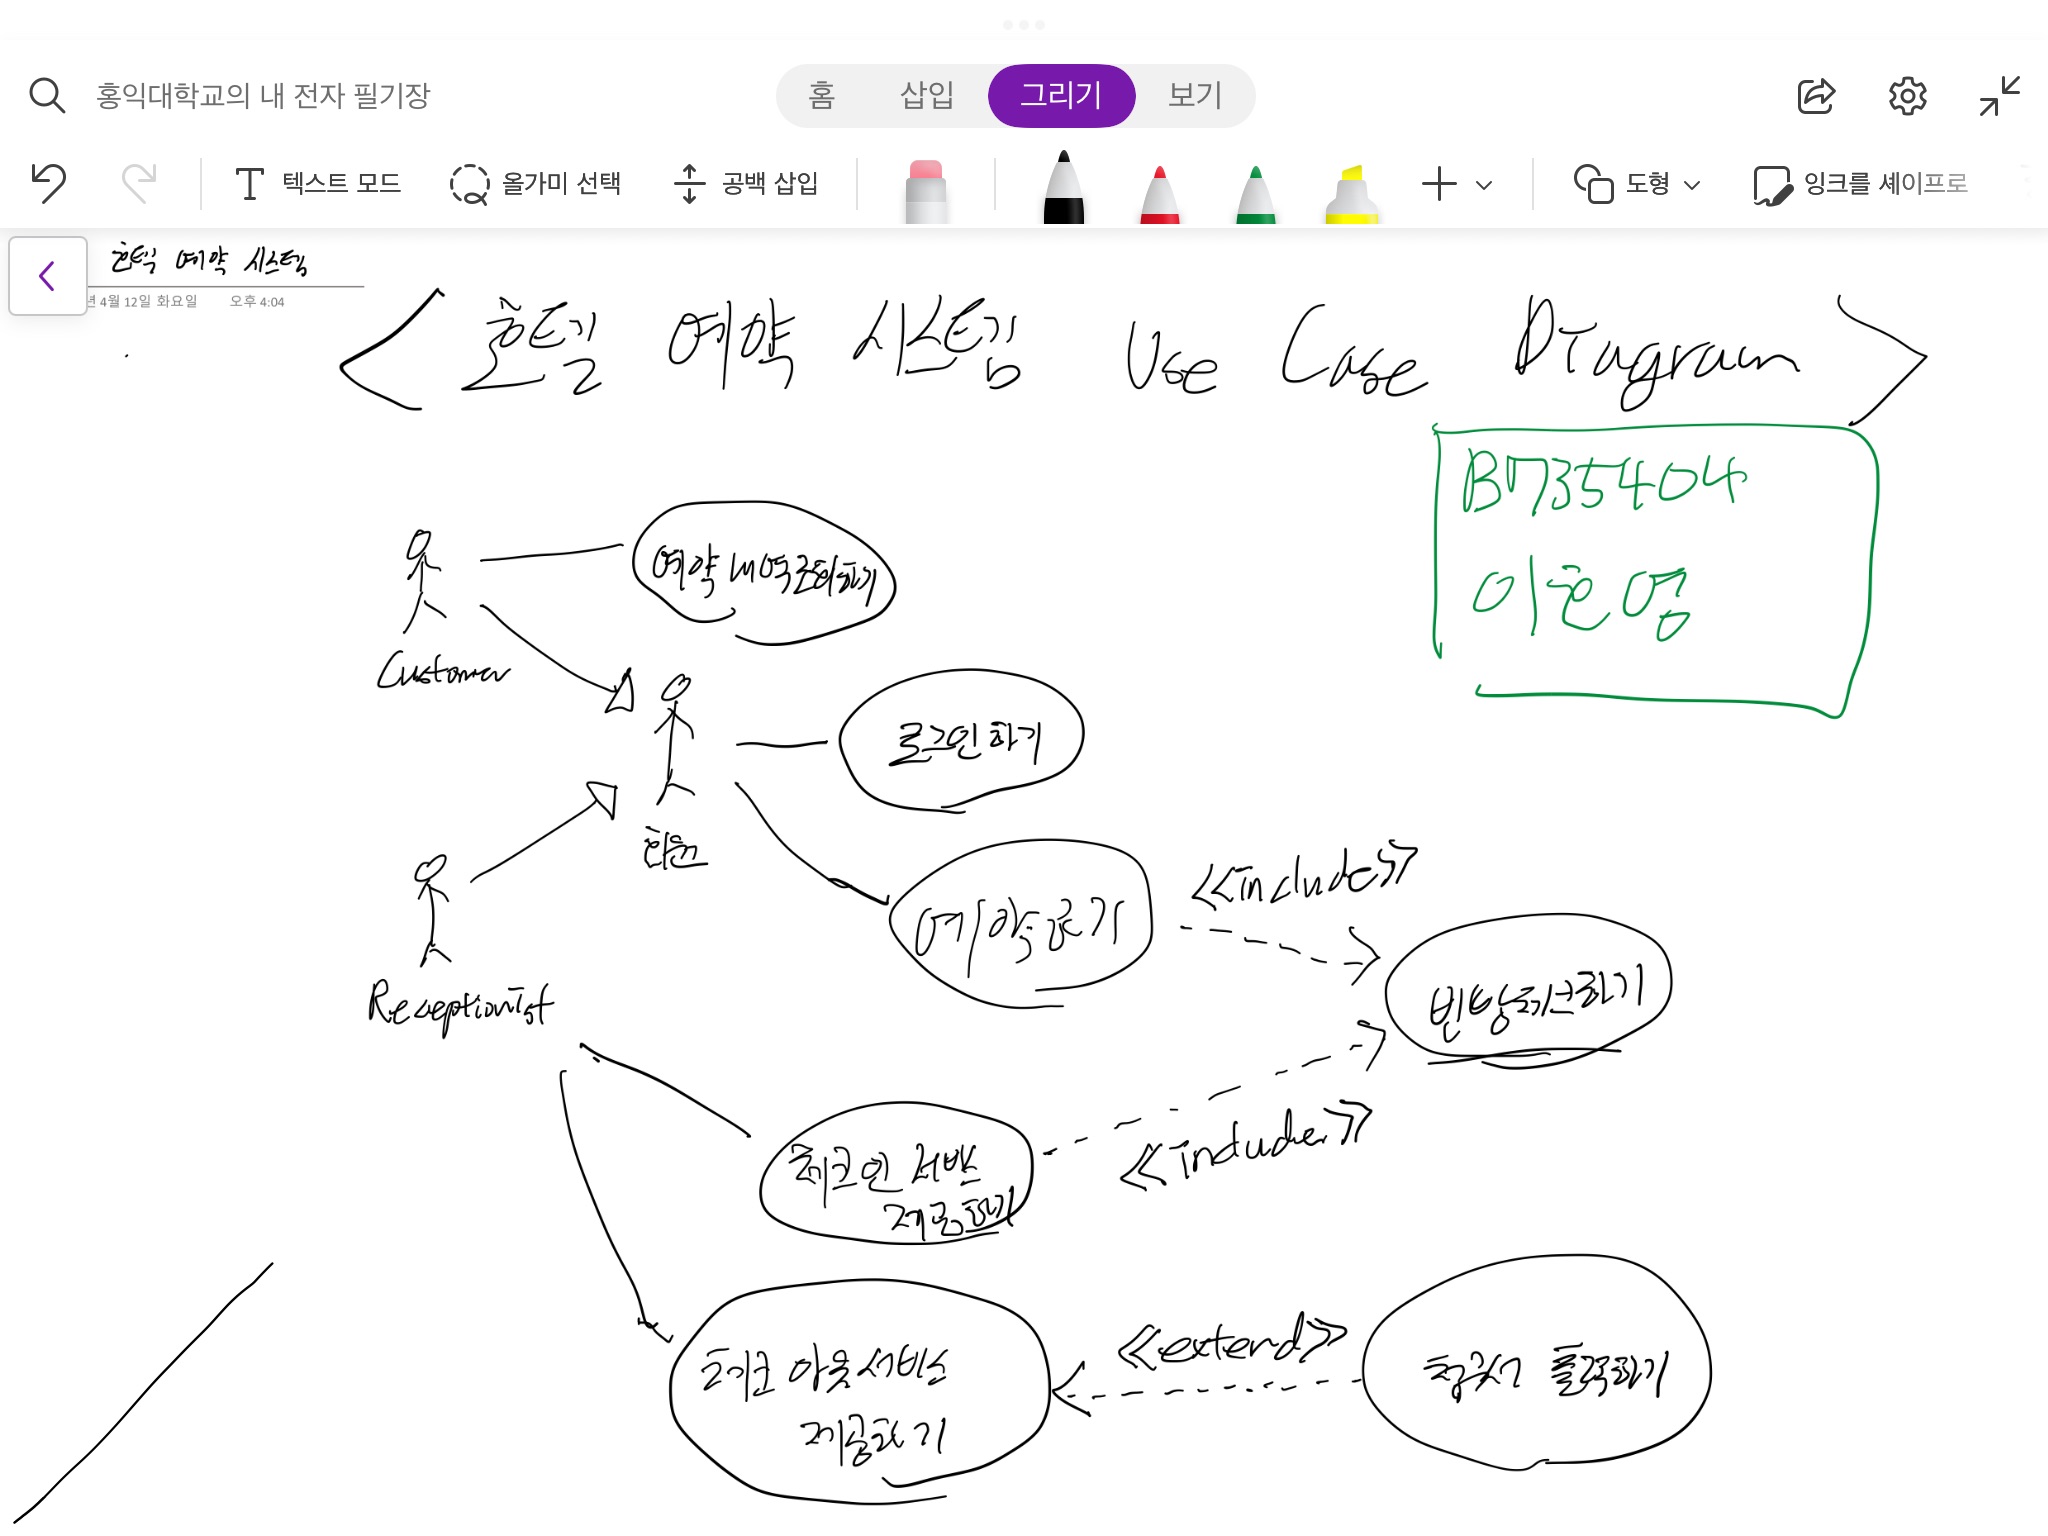 홍익대학교의 내 전자 필기장
홈 삽입 그리기 보기
텍스트 모드 올가미 선택 공백 삽입 도형 잉크를 셰이프로
호텔 예약 시스템
년 4월 12일 화요일 오후 4:04
<호텔 예약 시스템 Use Case Diagram>
B735404
이호영
예약 내역조회하기
Customer
로그인하기
회원
예약하기
<<include>>
빈방체크하기
Receptionist
체크인 서비스
제공하기
<<include>>
체크아웃서비스
제공하기
<<extend>>
청구서 출력하기